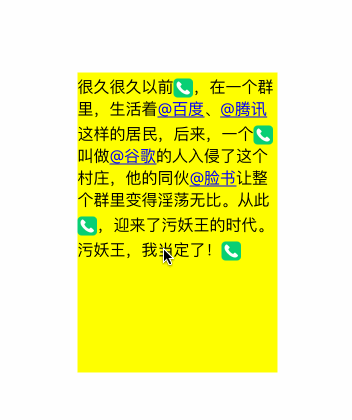 很久很久以前，在一个群
里，生活着@百度、@腾讯
这样的居民，后来，一个
叫做@谷歌的人入侵了这个
村庄，他的同伙@脸书让整
个群里变得淫荡无比。从此
，迎来了污妖王的时代。
污妖王，我当定了！